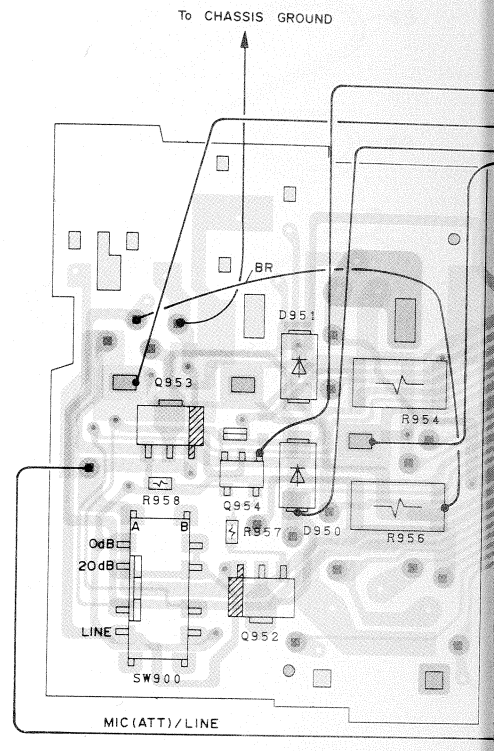 To CHASSIS GROUND
BR
D951
Q953
R954
R958
Q954
R957
D950
R956
A B
0dB
20dB
LINE
Q952
SW900
MIC(ATT)/LINE